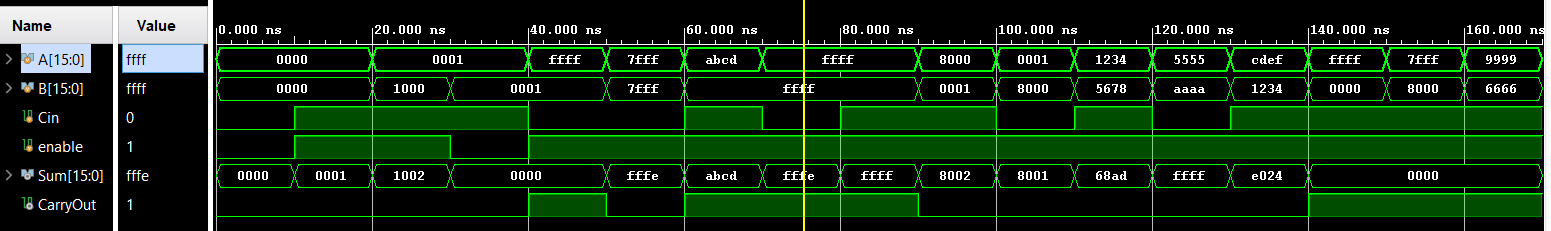 Name Value 0.000 ns 20.000 ns 40.000 ns 60.000 ns 80.000 ns 100.000 ns 120.000 ns 140.000 ns 160.000 ns
A[15:0] ffff 0000 0001 ffff 7fff abcd ffff 8000 0001 1234 5555 cdef ffff 7fff 9999
B[15:0] ffff 0000 1000 0001 7fff ffff 0001 8000 5678 aaaa 1234 0000 8000 6666
Cin 0
enable 1
Sum[15:0] fffe 0000 0001 1002 0000 fffe abcd fffe ffff 8002 8001 68ad ffff e024 0000
CarryOut 1